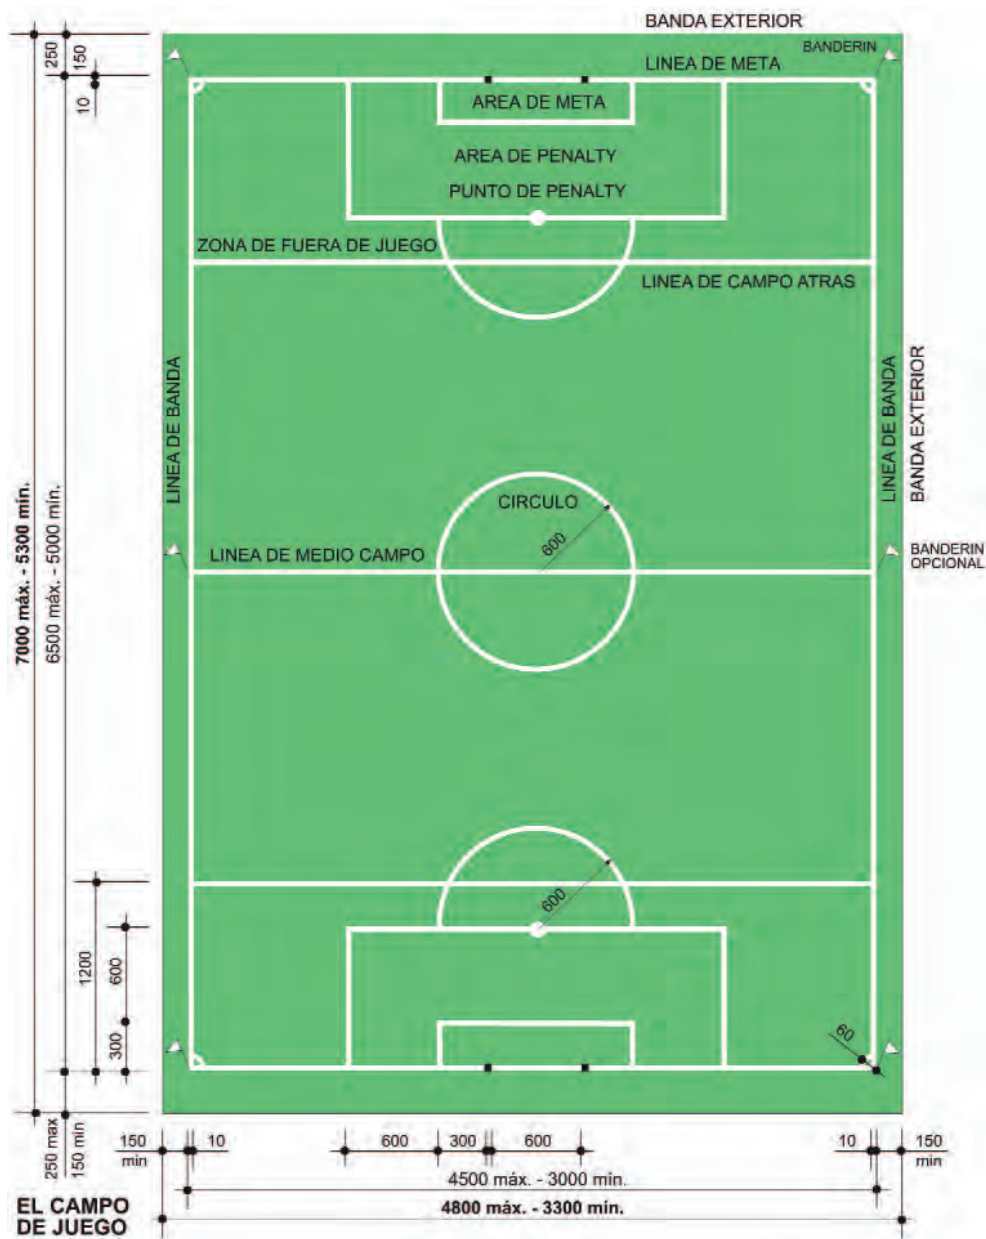 BANDA EXTERIOR
BANDERIN
LINEA DE META
250
150
10
AREA DE META
AREA DE PENALTY
PUNTO DE PENALTY
ZONA DE FUERA DE JUEGO
LINEA DE CAMPO ATRAS
LINEA DE BANDA
LINEA DE BANDA
BANDA EXTERIOR
7000 máx. - 5300 mín.
6500 máx. - 5000 mín.
CIRCULO
600
LINEA DE MEDIO CAMPO
BANDERIN
OPCIONAL
600
1200
600
300
60
250 max
150 min
150
min
10
600
300
600
10
150
min
4500 máx. - 3000 mín.
4800 máx. - 3300 mín.
EL CAMPO
DE JUEGO